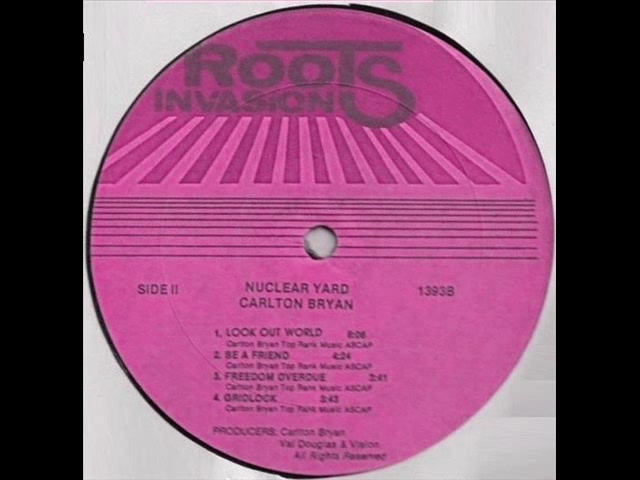 Roots
INVASION
SIDE II NUCLEAR YARD 1393B
CARLTON BRYAN
1. LOOK OUT WORLD 8:06
Carlton Bryan Top Rank Music ASCAP
2. BE A FRIEND 4:24
Carlton Bryan Top Rank Music ASCAP
3. FREEDOM OVERDUE 3:41
Carlton Bryan Top Rank Music ASCAP
4. GRIDLOCK 3:43
Carlton Bryan Top Rank Music ASCAP
PRODUCERS: Carlton Bryan
Val Douglas & Vision
All Rights Reserved